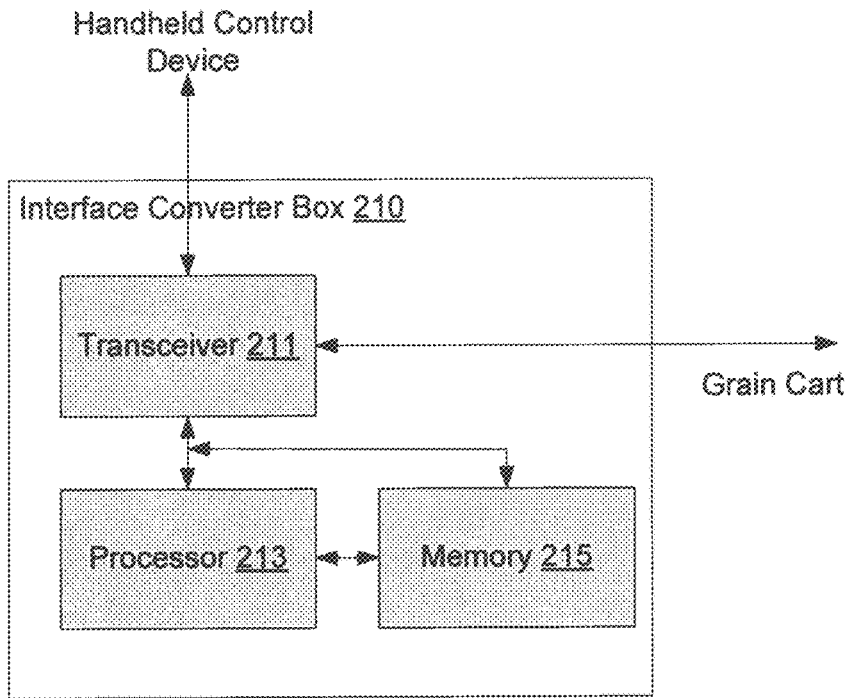 Handheld Control
Device
Interface Converter Box 210
Transceiver 211
Grain Cart
Processor 213
Memory 215